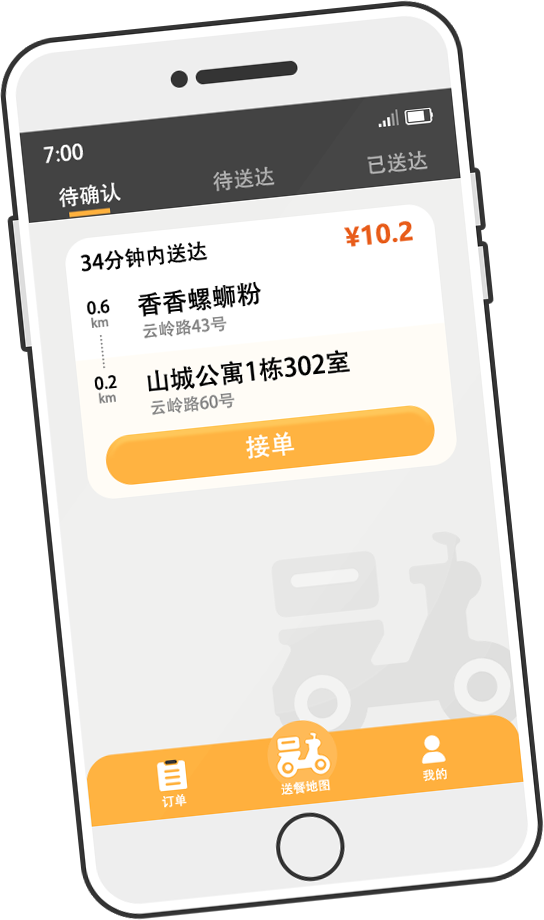 7:00
待确认 待送达 已送达
34分钟内送达 ¥10.2
0.6 km 香香螺蛳粉
云岭路43号
0.2 km 山城公寓1栋302室
云岭路60号
接单
订单 送餐地图 我的